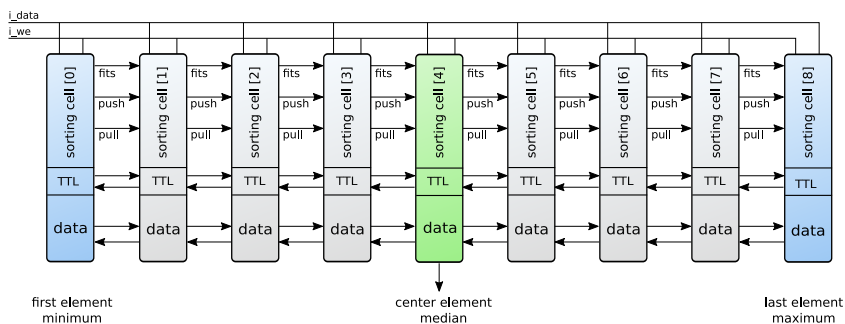 i_data
i_we
sorting cell [0] fits push pull TTL data
sorting cell [1] fits push pull TTL data
sorting cell [2] fits push pull TTL data
sorting cell [3] fits push pull TTL data
sorting cell [4] fits push pull TTL data
sorting cell [5] fits push pull TTL data
sorting cell [6] fits push pull TTL data
sorting cell [7] fits push pull TTL data
sorting cell [8] TTL data
first element
minimum
center element
median
last element
maximum